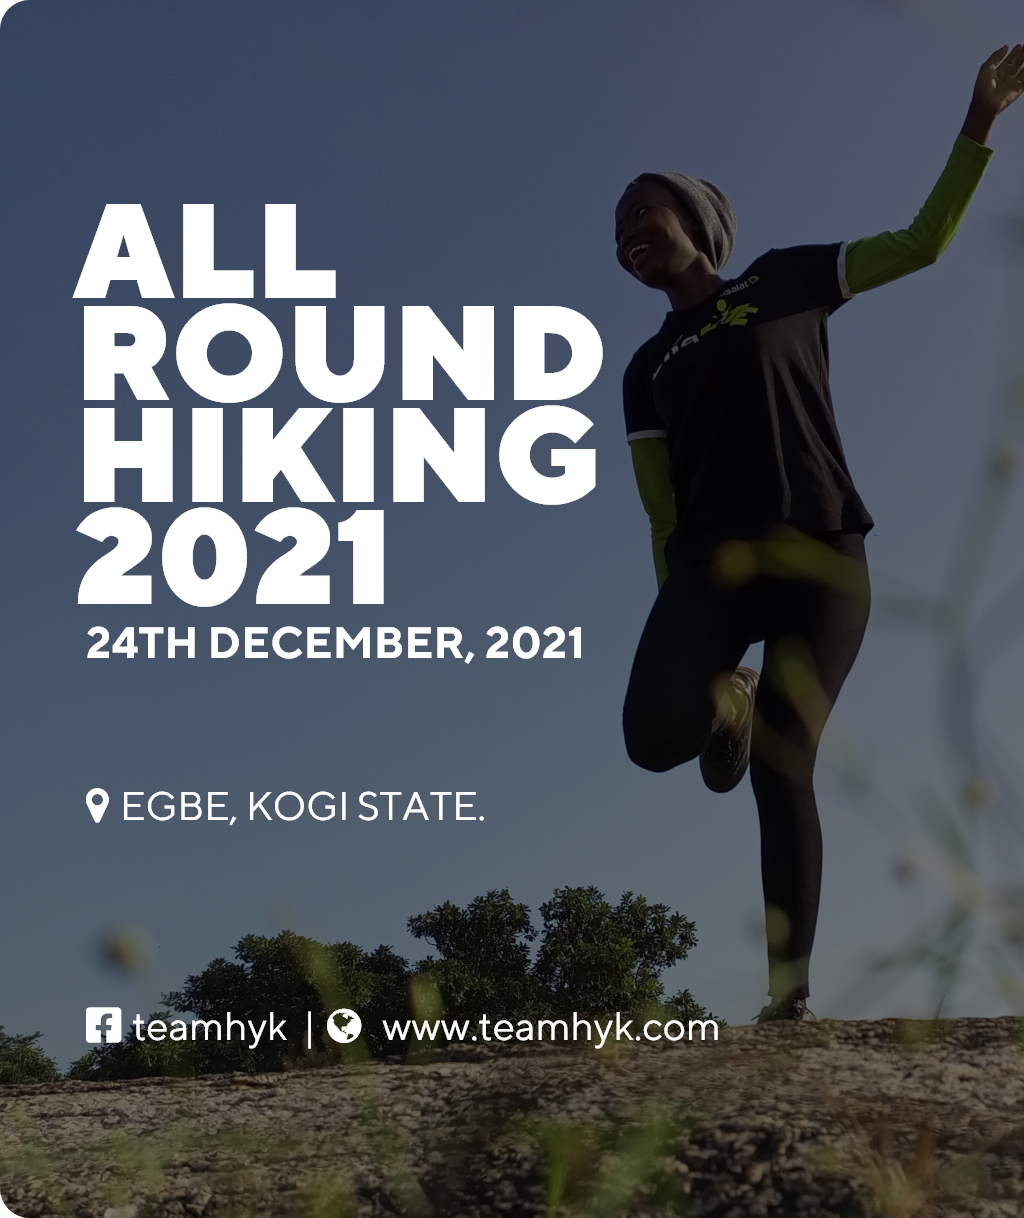 ALL
ROUND
HIKING
2021
24TH DECEMBER, 2021
EGBE, KOGI STATE.
teamhyk | www.teamhyk.com